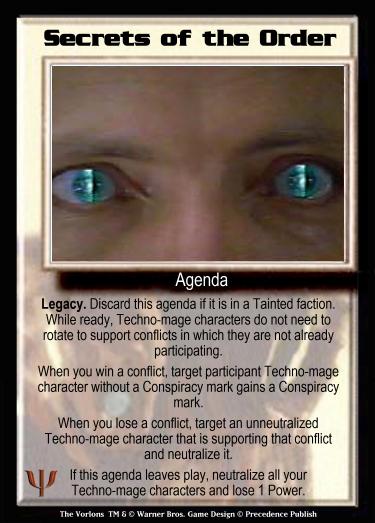 Secrets of the Order
Agenda
Legacy. Discard this agenda if it is in a Tainted faction.
While ready, Techno-mage characters do not need to
rotate to support conflicts in which they are not already
participating.
When you win a conflict, target participant Techno-mage
character without a Conspiracy mark gains a Conspiracy
mark.
When you lose a conflict, target an unneutralized
Techno-mage character that is supporting that conflict
and neutralize it.
If this agenda leaves play, neutralize all your
Techno-mage characters and lose 1 Power.
The Vorlons TM & © Warner Bros. Game Design © Precedence Publish